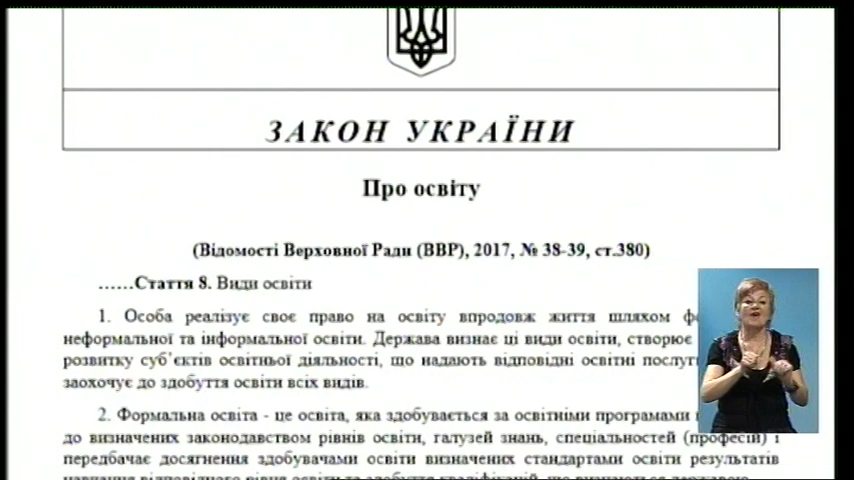 ЗАКОН УКРАЇНИ
Про освіту
(Відомості Верховної Ради (ВВР), 2017, № 38-39, ст.380)
......Стаття 8. Види освіти
1. Особа реалізує своє право на освіту впродовж життя шляхом
неформальної та інформальної освіти. Держава визнає ці види освіти, створює
розвитку суб'єктів освітньої діяльності, що надають відповідні освітні
заохочує до здобуття освіти всіх видів.
2. Формальна освіта - це освіта, яка здобувається за освітніми програмами
до визначених законодавством рівнів освіти, галузей знань, спеціальностей (професій) і
передбачає досягнення здобувачами освіти визначених стандартами освіти результатів